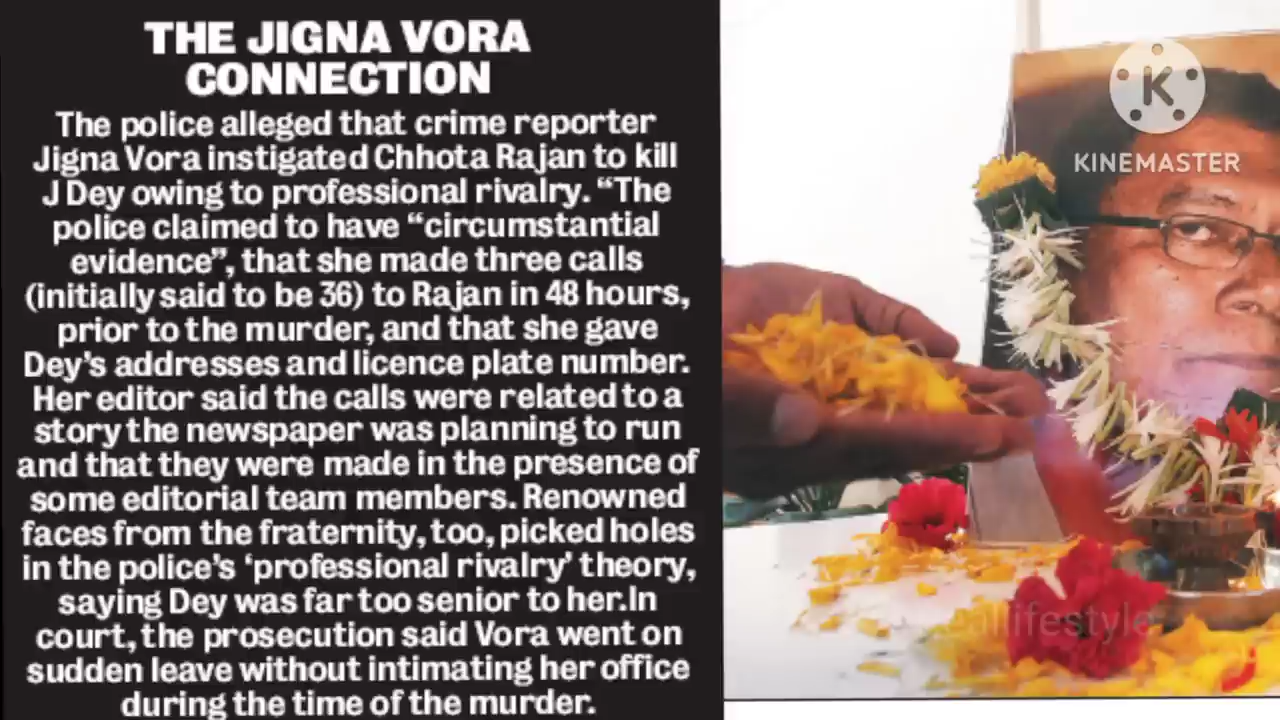 THE JIGNA VORA
CONNECTION
The police alleged that crime reporter
Jigna Vora instigated Chhota Rajan to kill
J Dey owing to professional rivalry. “The
police claimed to have “circumstantial
evidence”, that she made three calls
(initially said to be 36) to Rajan in 48 hours,
prior to the murder, and that she gave
Dey’s addresses and licence plate number.
Her editor said the calls were related to a
story the newspaper was planning to run
and that they were made in the presence of
some editorial team members. Renowned
faces from the fraternity, too, picked holes
in the police’s ‘professional rivalry’ theory,
saying Dey was far too senior to her.In
court, the prosecution said Vora went on
sudden leave without intimating her office
during the time of the murder.
K
KINEMASTER